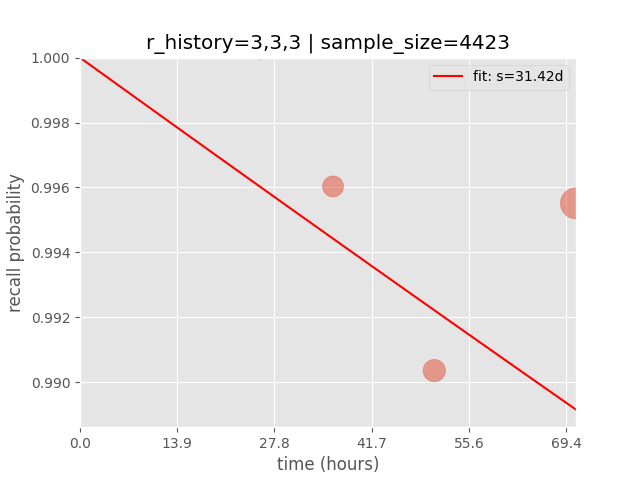 r_history=3,3,3 | sample_size=4423
fit: s=31.42d
1.000
0.998
0.996
0.994
0.992
0.990
recall probability
0.0 13.9 27.8 41.7 55.6 69.4
time (hours)